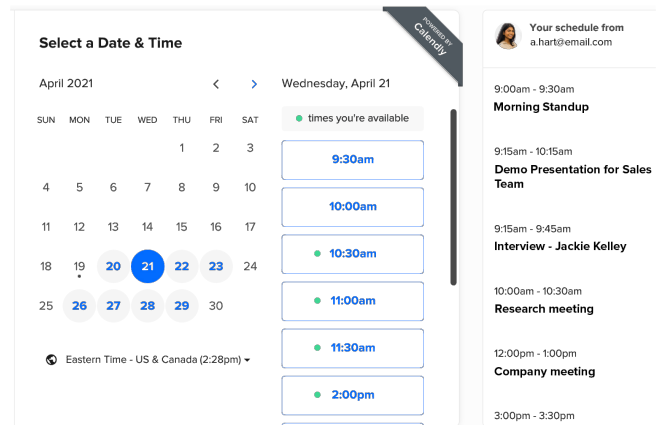 Select a Date & Time
POWERED BY
Calendly
April 2021
SUN MON TUE WED THU FRI SAT
1 2 3
4 5 6 7 8 9 10
11 12 13 14 15 16 17
18 19 20 21 22 23 24
25 26 27 28 29 30
Eastern Time - US & Canada (2:28pm)
Wednesday, April 21
times you're available
9:30am
10:00am
10:30am
11:00am
11:30am
2:00pm
Your schedule from
a.hart@email.com
9:00am - 9:30am
Morning Standup
9:15am - 10:15am
Demo Presentation for Sales
Team
9:15am - 9:45am
Interview - Jackie Kelley
10:00am - 10:30am
Research meeting
12:00pm - 1:00pm
Company meeting
3:00pm - 3:30pm